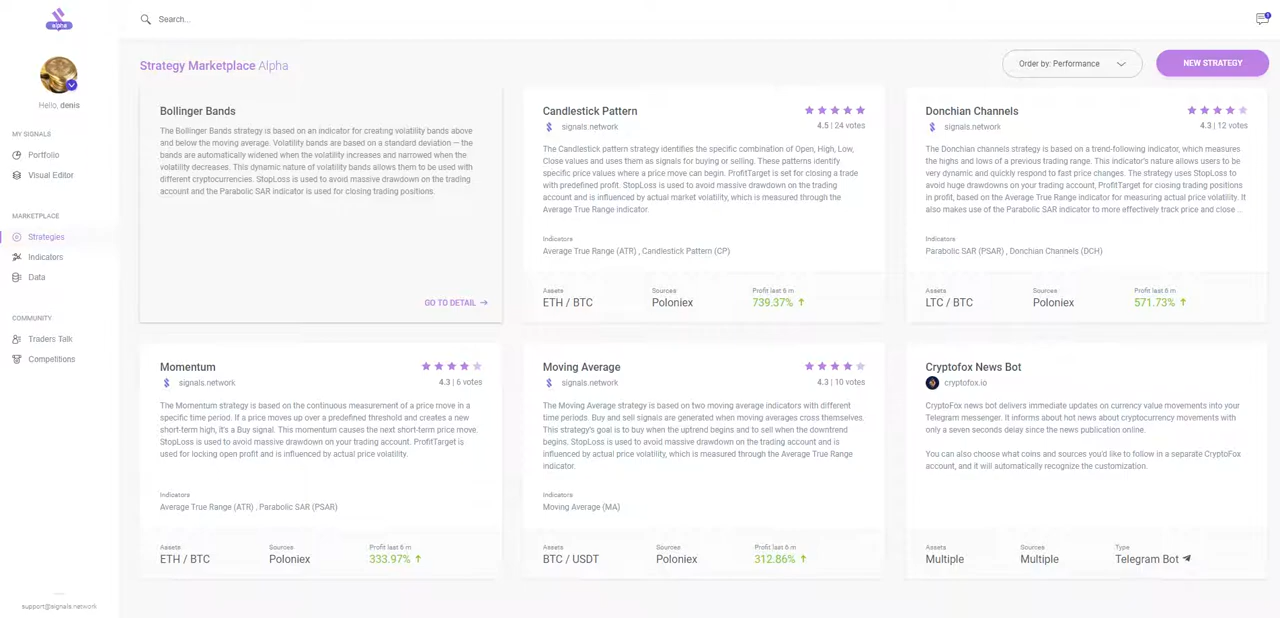 alpha
Search...
1
Hello, denis
MY SIGNALS
Portfolio
Visual Editor
MARKETPLACE
Strategies
Indicators
Data
COMMUNITY
Traders Talk
Competitions
support@signals.network
Strategy Marketplace Alpha
Order by: Performance
NEW STRATEGY
Bollinger Bands
The Bollinger Bands strategy is based on an indicator for creating volatility bands above
and below the moving average. Volatility bands are based on a standard deviation — the
bands are automatically widened when the volatility increases and narrowed when the
volatility decreases. This dynamic nature of volatility bands allows them to be used with
different cryptocurrencies. StopLoss is used to avoid massive drawdown on the trading
account and the Parabolic SAR indicator is used for closing trading positions.
GO TO DETAIL →
Candlestick Pattern
signals.network
4.5 | 24 votes
The Candlestick pattern strategy identifies the specific combination of Open, High, Low,
Close values and uses them as signals for buying or selling. These patterns identify
specific price values where a price move can begin. ProfitTarget is set for closing a trade
with predefined profit. StopLoss is used to avoid massive drawdown on the trading
account and is influenced by actual market volatility, which is measured through the
Average True Range indicator.
Indicators
Average True Range (ATR) , Candlestick Pattern (CP)
Assets Sources Profit last 6 m
ETH / BTC Poloniex 739.37% ↑
Donchian Channels
signals.network
4.3 | 12 votes
The Donchian channels strategy is based on a trend-following indicator, which measures
the highs and lows of a previous trading range. This indicator's nature allows users to be
very dynamic and quickly respond to fast price changes. The strategy uses StopLoss to
avoid huge drawdowns on your trading account, ProfitTarget for closing trading positions
in profit, based on the Average True Range indicator for measuring actual price volatility. It
also makes use of the Parabolic SAR indicator to more effectively track price and close ...
Indicators
Parabolic SAR (PSAR) , Donchian Channels (DCH)
Assets Sources Profit last 6 m
LTC / BTC Poloniex 571.73% ↑
Momentum
signals.network
4.3 | 6 votes
The Momentum strategy is based on the continuous measurement of a price move in a
specific time period. If a price moves up over a predefined threshold and creates a new
short-term high, it's a Buy signal. This momentum causes the next short-term price move.
StopLoss is used to avoid massive drawdown on your trading account. ProfitTarget is
used for locking open profit and is influenced by actual price volatility.
Indicators
Average True Range (ATR) , Parabolic SAR (PSAR)
Assets Sources Profit last 6 m
ETH / BTC Poloniex 333.97% ↑
Moving Average
signals.network
4.3 | 10 votes
The Moving Average strategy is based on two moving average indicators with different
time periods. Buy and sell signals are generated when moving averages cross themselves.
This strategy's goal is to buy when the uptrend begins and to sell when the downtrend
begins. StopLoss is used to avoid massive drawdown on the trading account and is
influenced by actual price volatility, which is measured through the Average True Range
indicator.
Indicators
Moving Average (MA)
Assets Sources Profit last 6 m
BTC / USDT Poloniex 312.86% ↑
Cryptofox News Bot
cryptofox.io
CryptoFox news bot delivers immediate updates on currency value movements into your
Telegram messenger. It informs about hot news about cryptocurrency movements with
only a seven seconds delay since the news publication online.
You can also choose what coins and sources you'd like to follow in a separate CryptoFox
account, and it will automatically recognize the customization.
Assets Sources Type
Multiple Multiple Telegram Bot